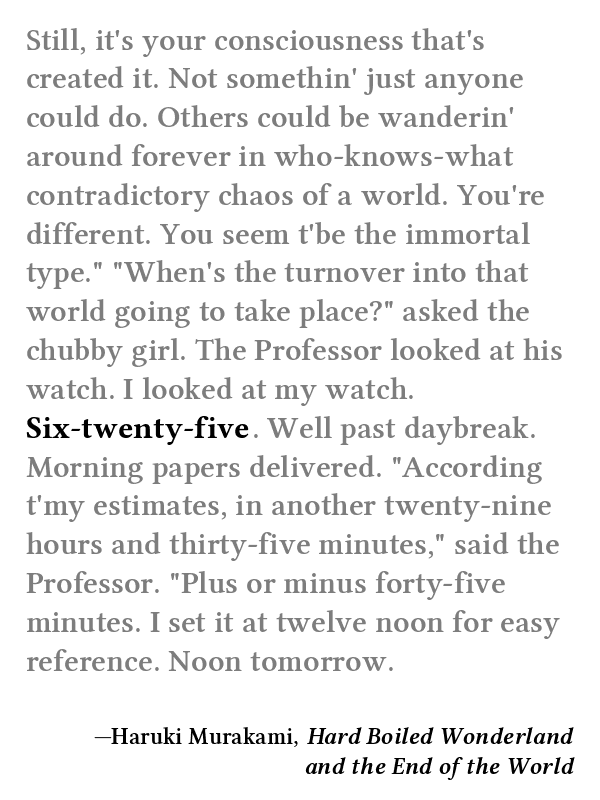 Still, it's your consciousness that's
created it. Not somethin' just anyone
could do. Others could be wanderin'
around forever in who-knows-what
contradictory chaos of a world. You're
different. You seem t'be the immortal
type." "When's the turnover into that
world going to take place?" asked the
chubby girl. The Professor looked at his
watch. I looked at my watch.
Six-twenty-five. Well past daybreak.
Morning papers delivered. "According
t'my estimates, in another twenty-nine
hours and thirty-five minutes," said the
Professor. "Plus or minus forty-five
minutes. I set it at twelve noon for easy
reference. Noon tomorrow.
—Haruki Murakami, Hard Boiled Wonderland
and the End of the World